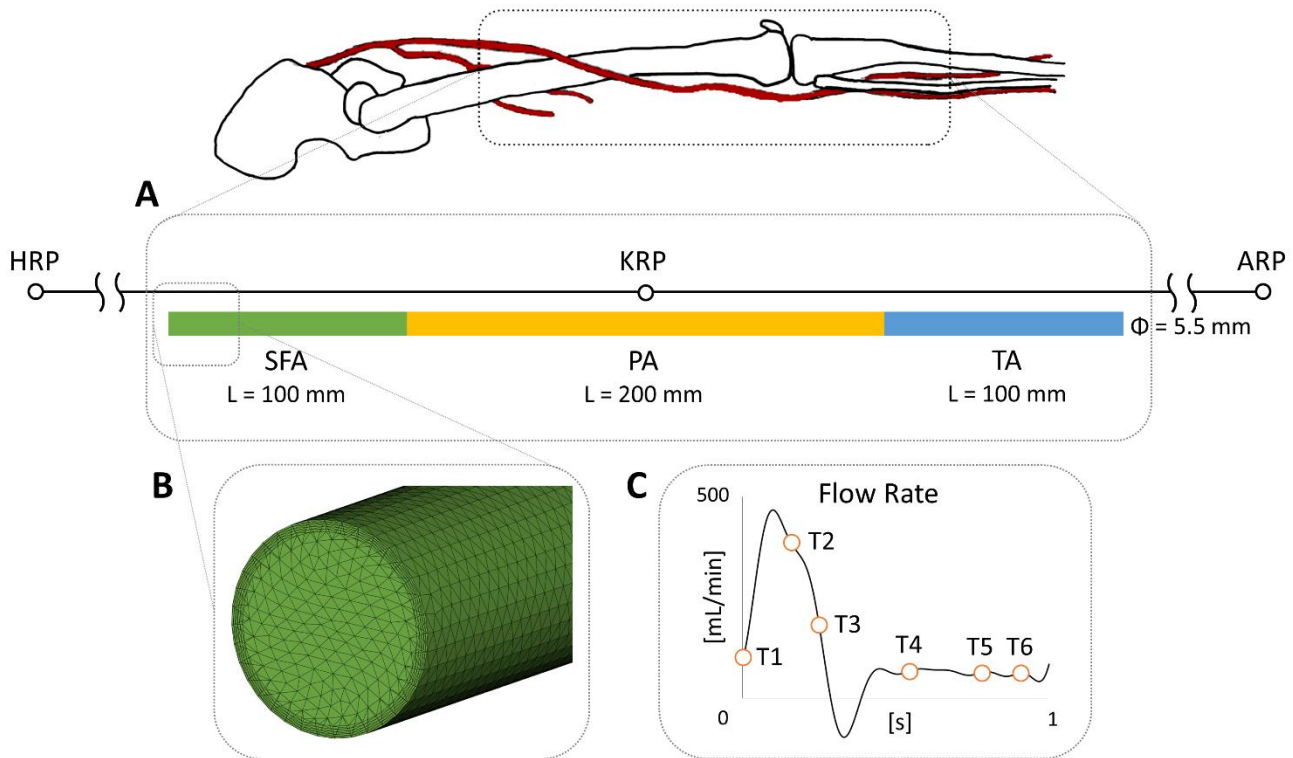 A
HRP
KRP
ARP
Φ = 5.5 mm
SFA
PA
TA
L = 100 mm
L = 200 mm
L = 100 mm
B
C
Flow Rate
500
[mL/min]
T1
T2
T3
T4
T5
T6
0
[s]
1